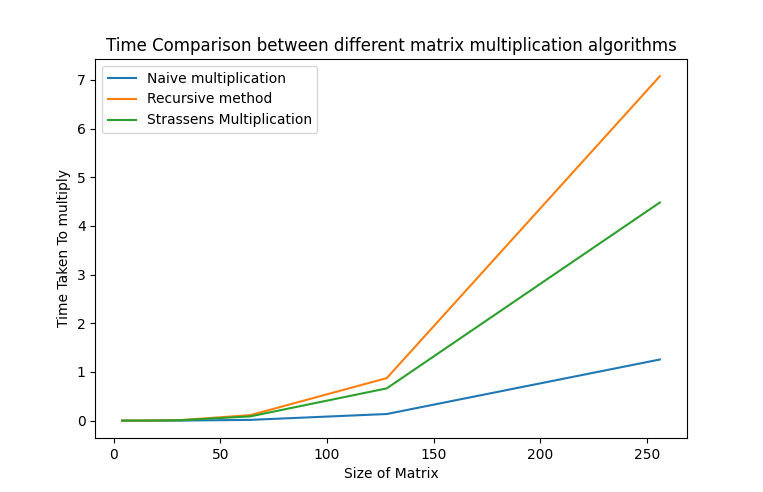 Time Comparison between different matrix multiplication algorithms
Naive multiplication
Recursive method
Strassens Multiplication
7
6
5
4
3
2
1
0
Time Taken To multiply
0 50 100 150 200 250
Size of Matrix